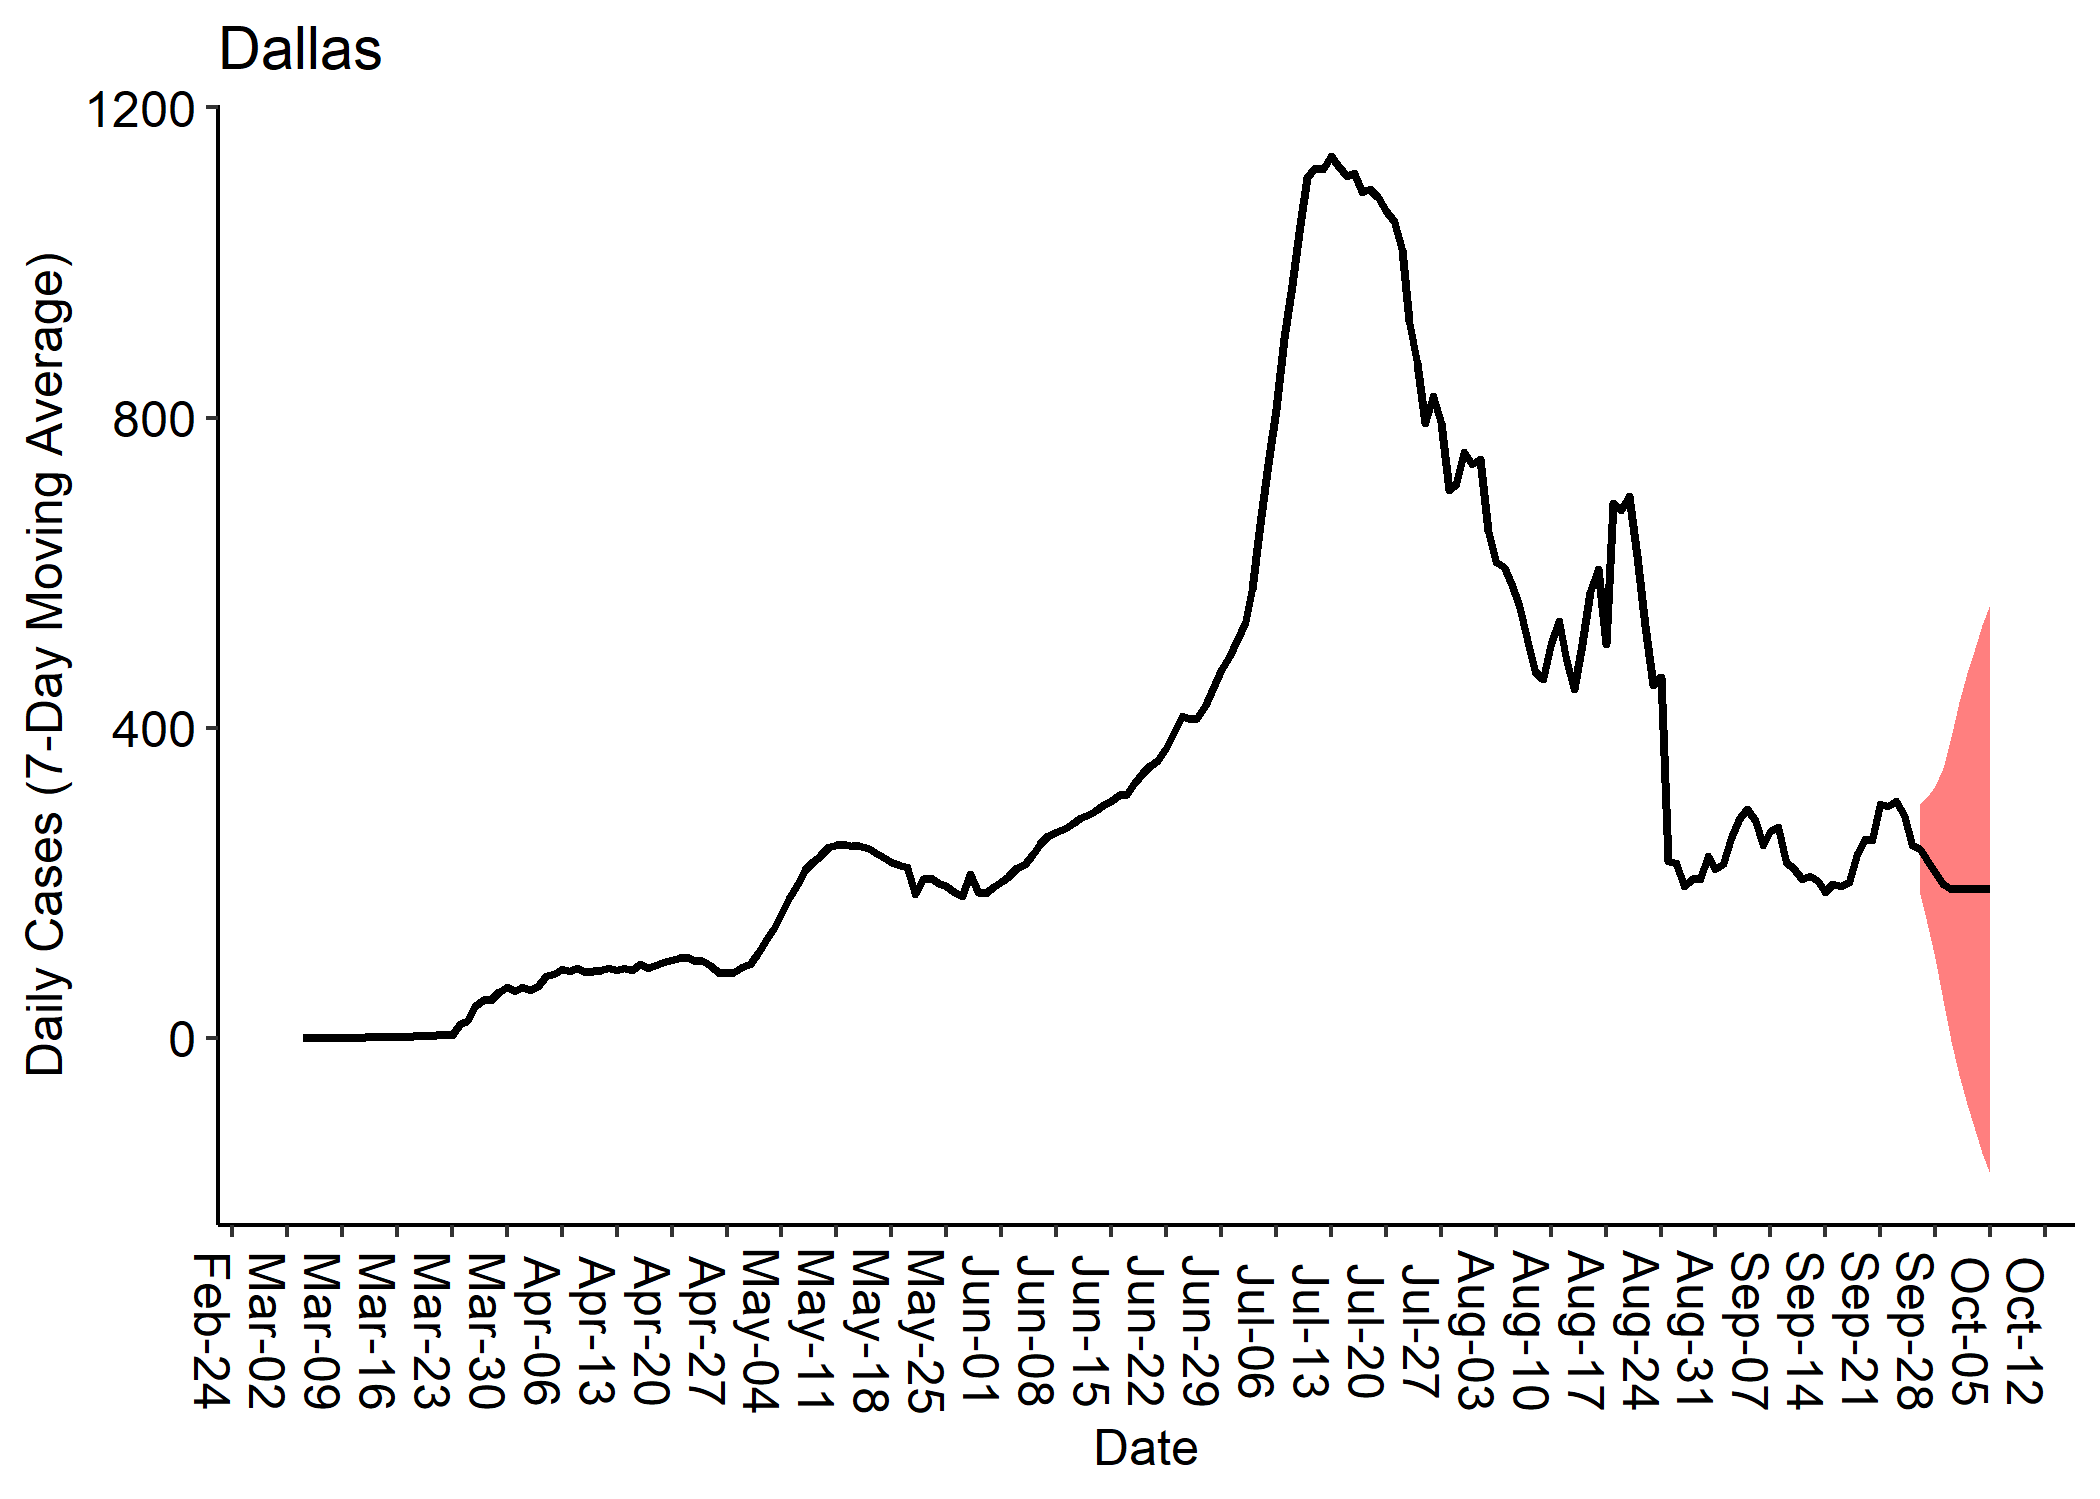 Dallas
1200
800
400
0
Daily Cases (7-Day Moving Average)
Feb-24
Mar-02
Mar-09
Mar-16
Mar-23
Mar-30
Apr-06
Apr-13
Apr-20
Apr-27
May-04
May-11
May-18
May-25
Jun-01
Jun-08
Jun-15
Jun-22
Jun-29
Jul-06
Jul-13
Jul-20
Jul-27
Aug-03
Aug-10
Aug-17
Aug-24
Aug-31
Sep-07
Sep-14
Sep-21
Sep-28
Oct-05
Oct-12
Date